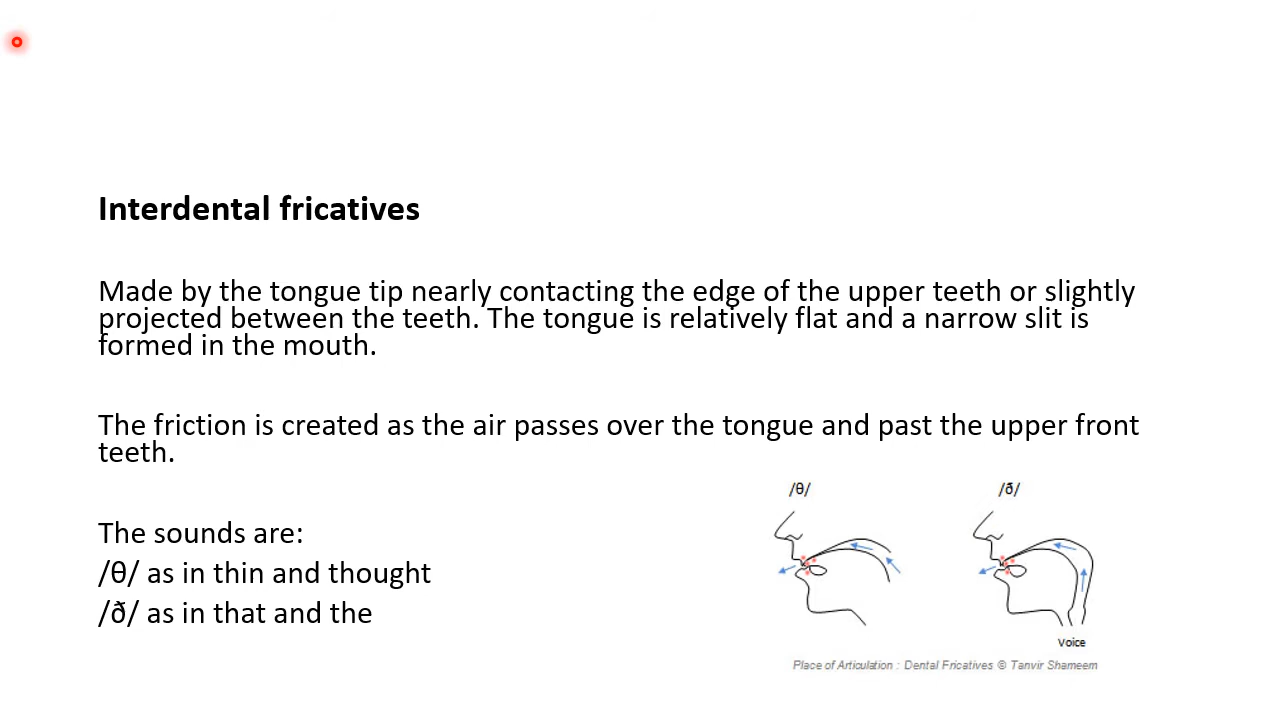 Interdental fricatives
Made by the tongue tip nearly contacting the edge of the upper teeth or slightly
projected between the teeth. The tongue is relatively flat and a narrow slit is
formed in the mouth.
The friction is created as the air passes over the tongue and past the upper front
teeth.
The sounds are:
/θ/ as in thin and thought
/ð/ as in that and the
/θ/
/ð/
Voice
Place of Articulation : Dental Fricatives © Tanvir Shameem